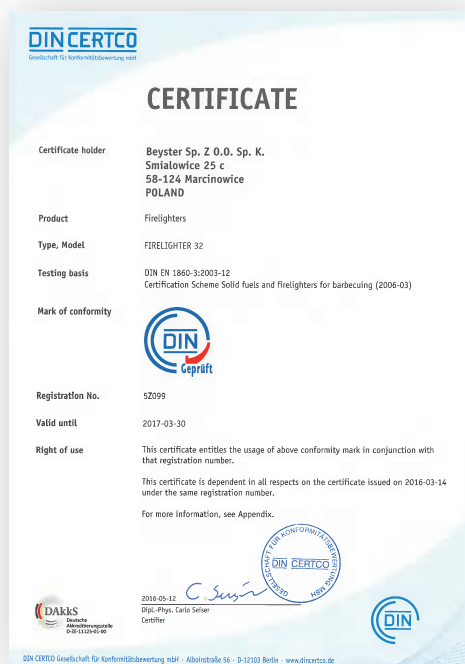 DIN CERTCO
Gesellschaft für Konformitätsbewertung mbH
CERTIFICATE
Certificate holder
Beyster Sp. Z O.O. Sp. K.
Smialowice 25 c
58-124 Marcinowice
POLAND
Product
Firelighters
Type, Model
FIRELIGHTER 32
Testing basis
DIN EN 1860-3:2003-12
Certification Scheme Solid fuels and firelighters for barbecuing (2006-03)
Mark of conformity
DIN
Geprüft
Registration No.
5Z099
Valid until
2017-03-30
Right of use
This certificate entitles the usage of above conformity mark in conjunction with
that registration number.
This certificate is dependent in all respects on the certificate issued on 2016-03-14
under the same registration number.
For more information, see Appendix.
GESELLSCHAFT FÜR KONFORMITÄTSBEWERTUNG MBH
DIN CERTCO
2016-05-12
Dipl.-Phys. Carlo Seiser
Certifier
DAkkS
Deutsche
Akkreditierungsstelle
D-ZE-11125-01-00
DIN
DIN CERTCO Gesellschaft für Konformitätsbewertung mbH · Alboinstraße 56 · D-12103 Berlin · www.dincertco.de